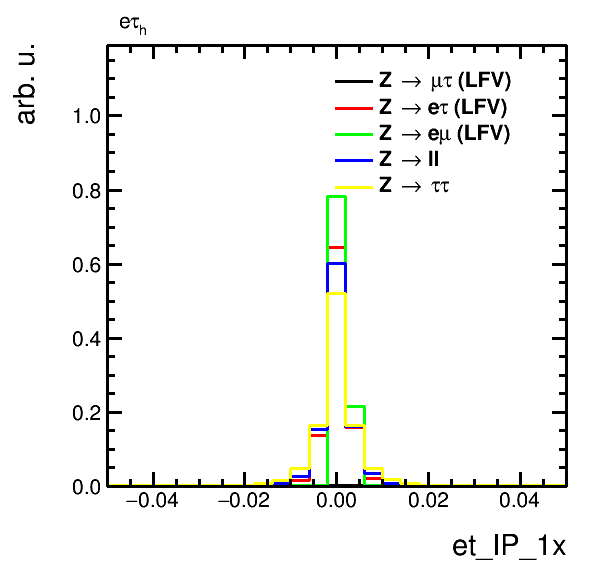 eτh
arb. u.
Z → μτ (LFV)
Z → eτ (LFV)
Z → eμ (LFV)
Z → ll
Z → ττ
1.0
0.8
0.6
0.4
0.2
0.0
−0.04 −0.02 0.00 0.02 0.04
et_IP_1x